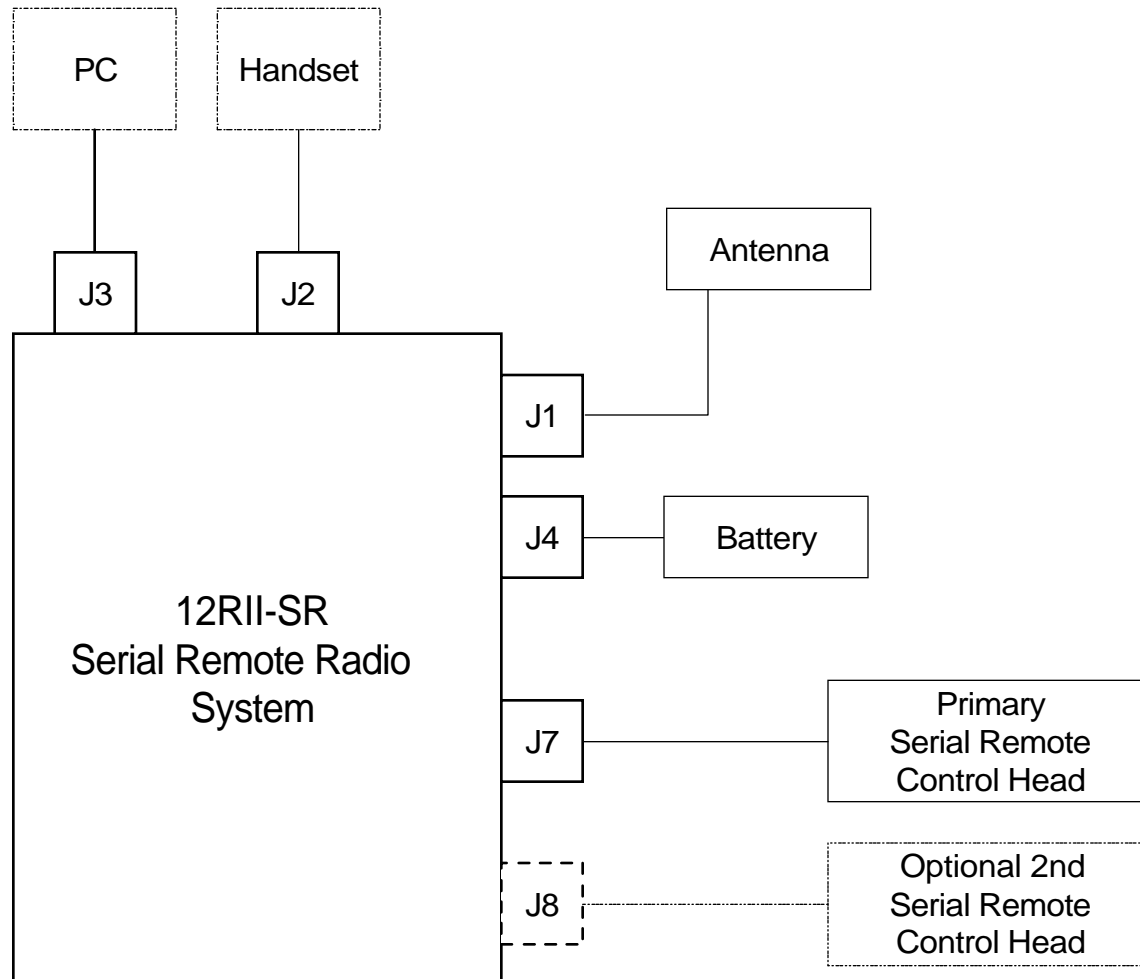 PC
Handset
J3
J2
Antenna
J1
J4
Battery
12RII-SR
Serial Remote Radio
System
J7
Primary
Serial Remote
Control Head
J8
Optional 2nd
Serial Remote
Control Head